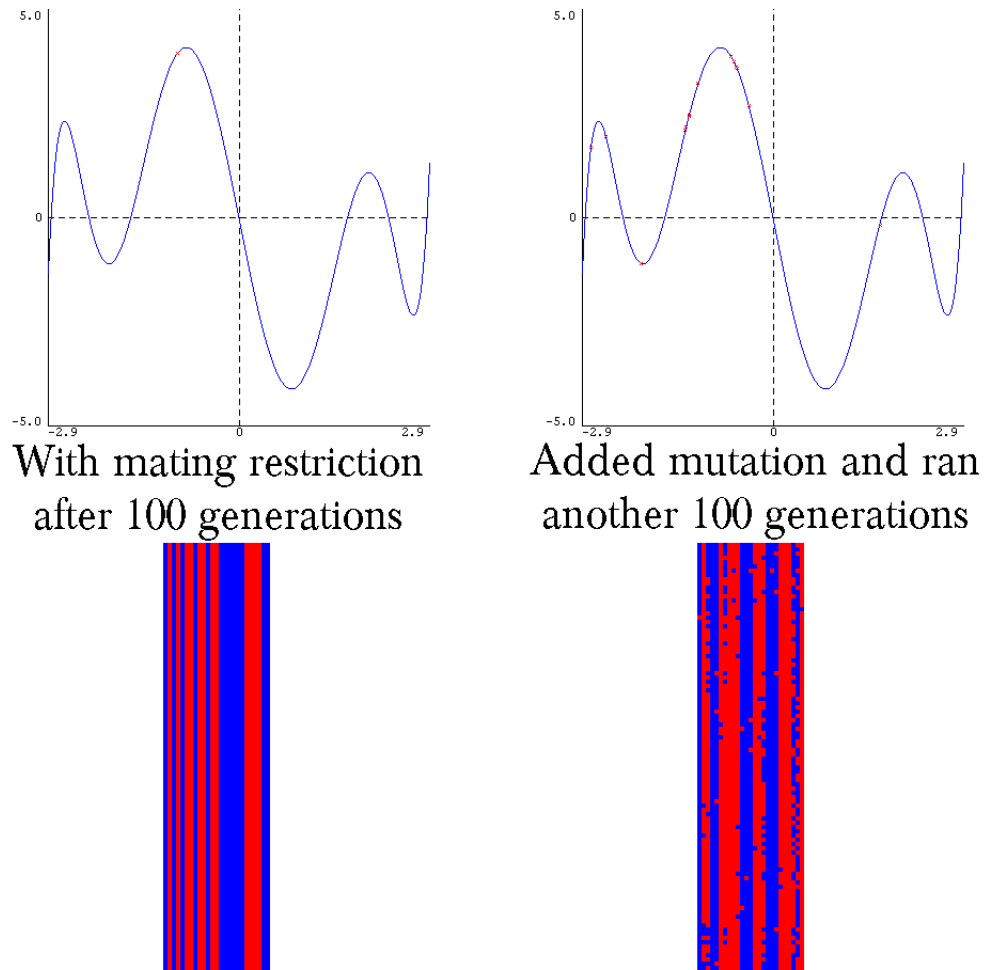 5.0
0
-5.0
-2.9 0 2.9
With mating restriction
after 100 generations
5.0
0
-5.0
-2.9 0 2.9
Added mutation and ran
another 100 generations